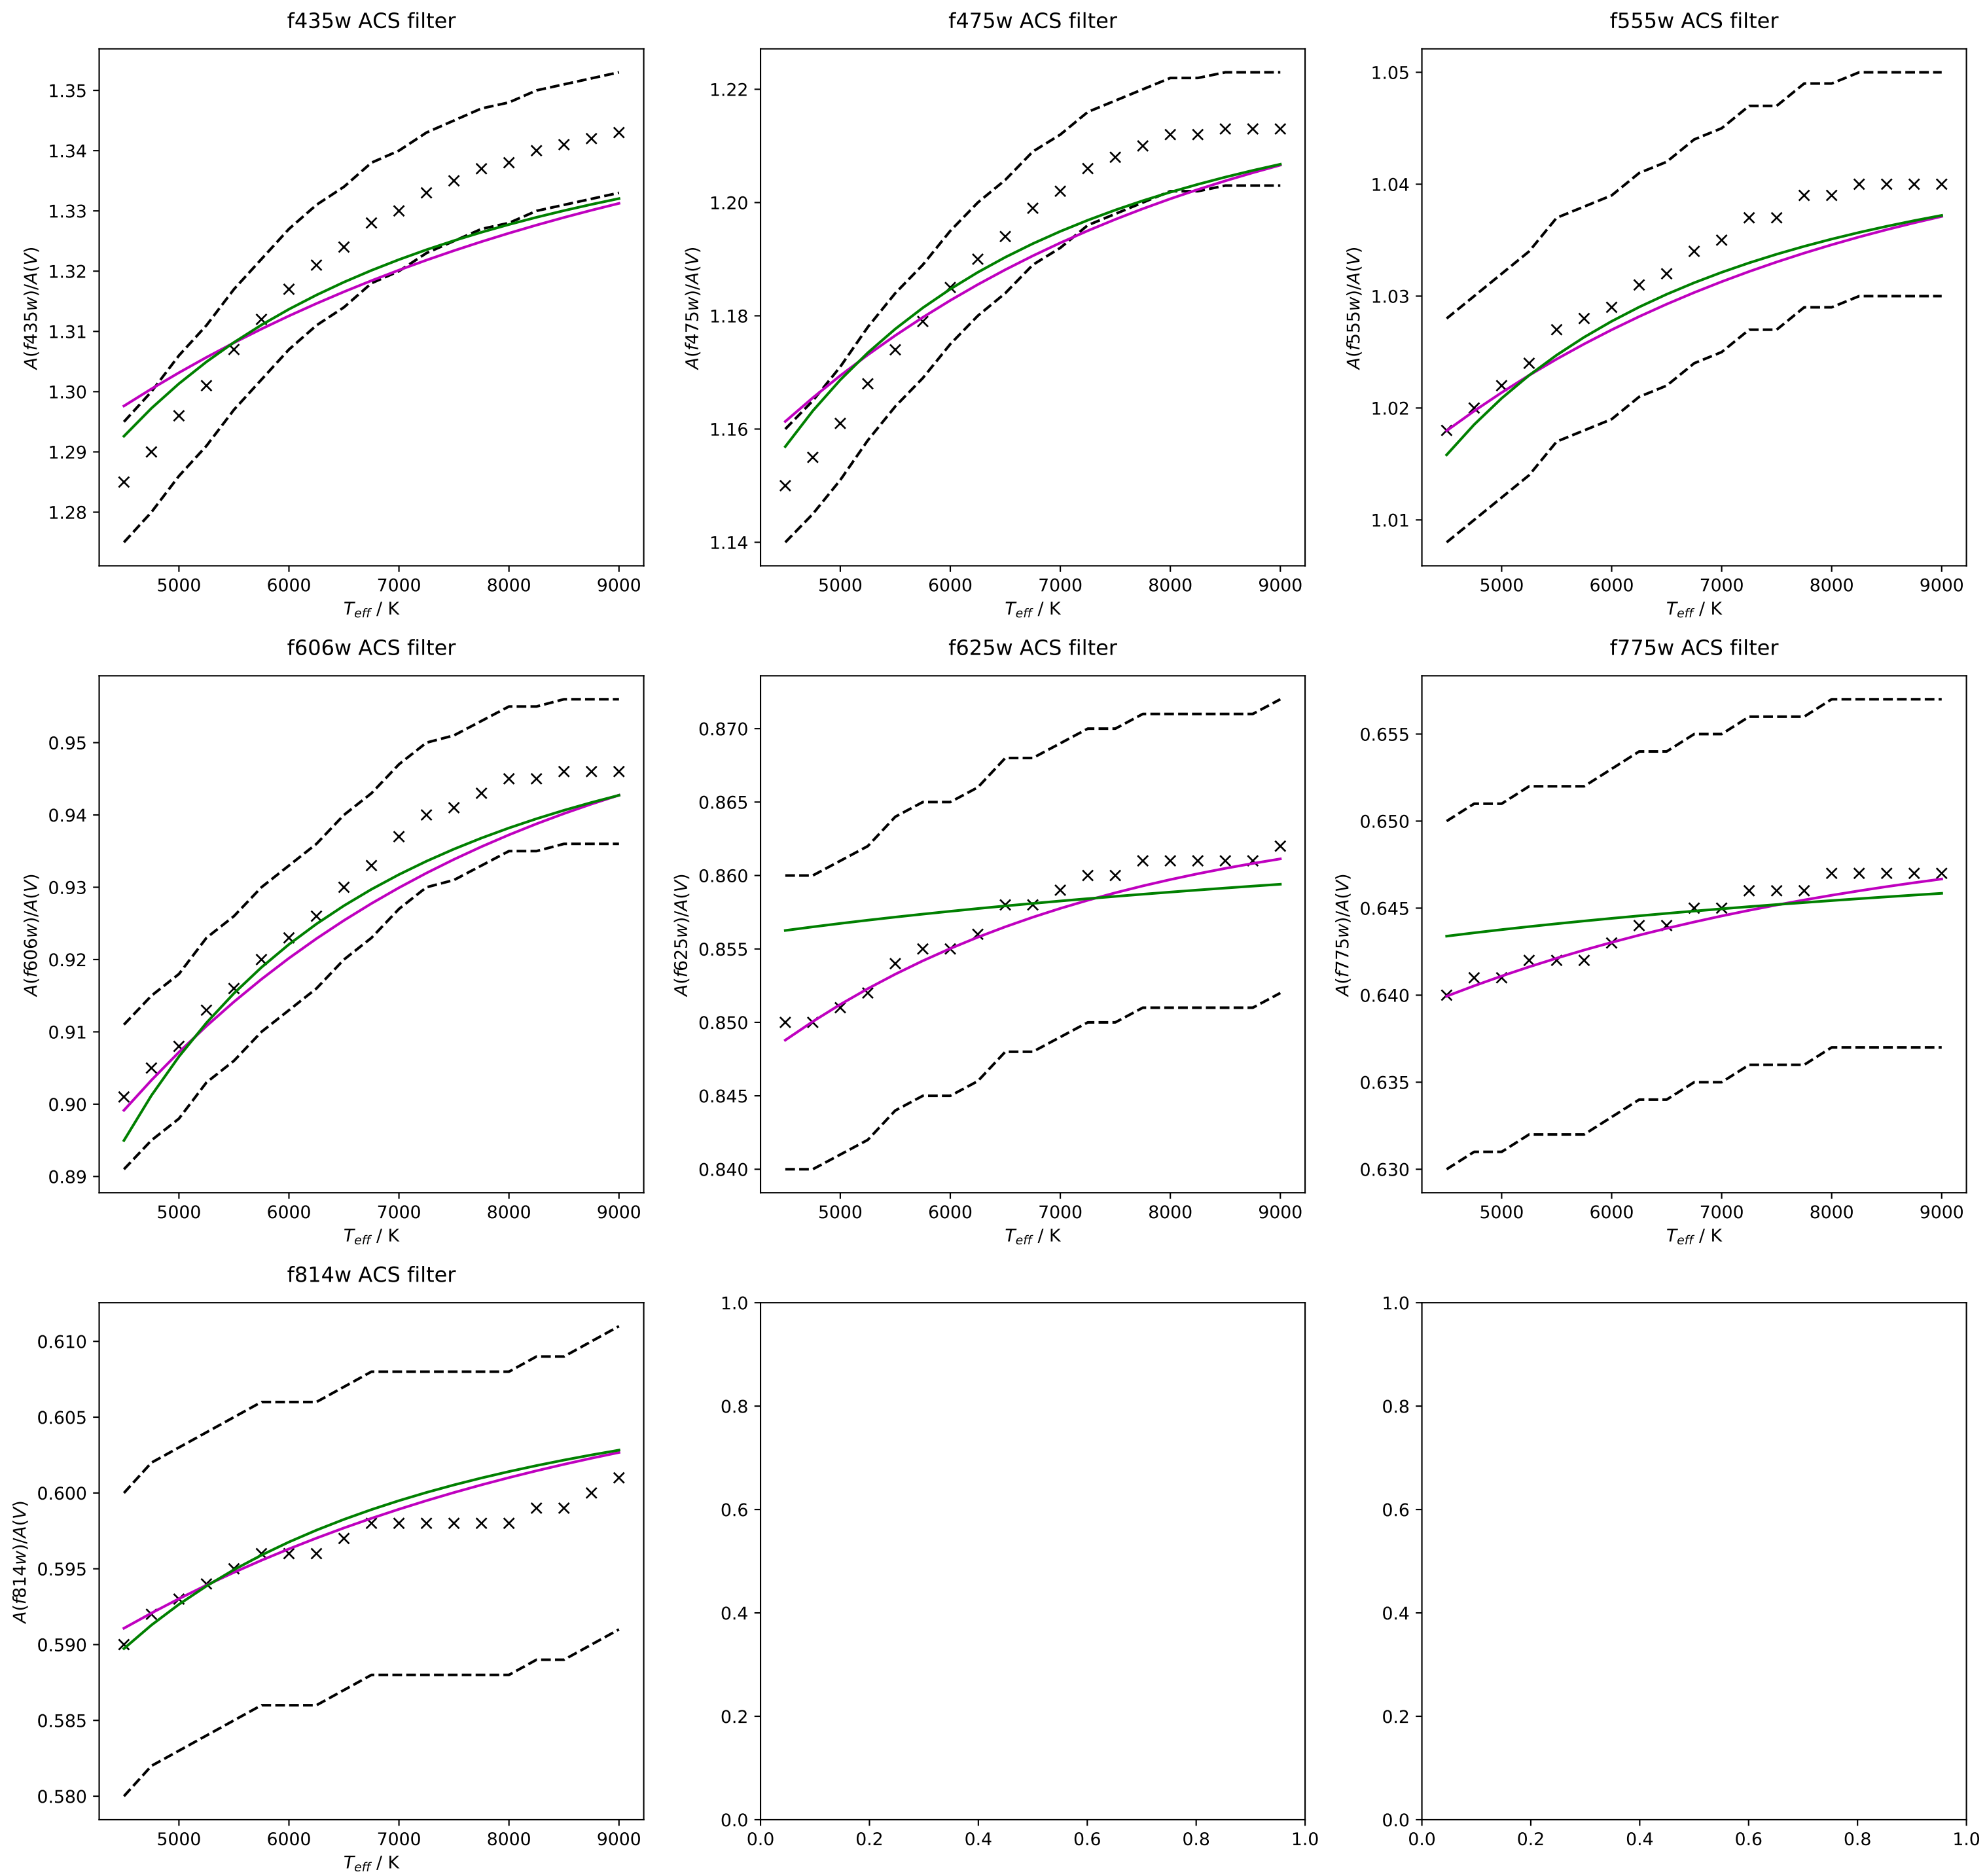 f435w ACS filter
1.35
1.34
1.33
1.32
1.31
1.30
1.29
1.28
A(f435w)/A(V)
5000 6000 7000 8000 9000
T_eff / K
f475w ACS filter
1.22
1.20
1.18
1.16
1.14
A(f475w)/A(V)
5000 6000 7000 8000 9000
T_eff / K
f555w ACS filter
1.05
1.04
1.03
1.02
1.01
A(f555w)/A(V)
5000 6000 7000 8000 9000
T_eff / K
f606w ACS filter
0.95
0.94
0.93
0.92
0.91
0.90
0.89
A(f606w)/A(V)
5000 6000 7000 8000 9000
T_eff / K
f625w ACS filter
0.870
0.865
0.860
0.855
0.850
0.845
0.840
A(f625w)/A(V)
5000 6000 7000 8000 9000
T_eff / K
f775w ACS filter
0.655
0.650
0.645
0.640
0.635
0.630
A(f775w)/A(V)
5000 6000 7000 8000 9000
T_eff / K
f814w ACS filter
0.610
0.605
0.600
0.595
0.590
0.585
0.580
A(f814w)/A(V)
5000 6000 7000 8000 9000
T_eff / K
1.0
0.8
0.6
0.4
0.2
0.0
0.0 0.2 0.4 0.6 0.8 1.0
1.0
0.8
0.6
0.4
0.2
0.0
0.0 0.2 0.4 0.6 0.8 1.0